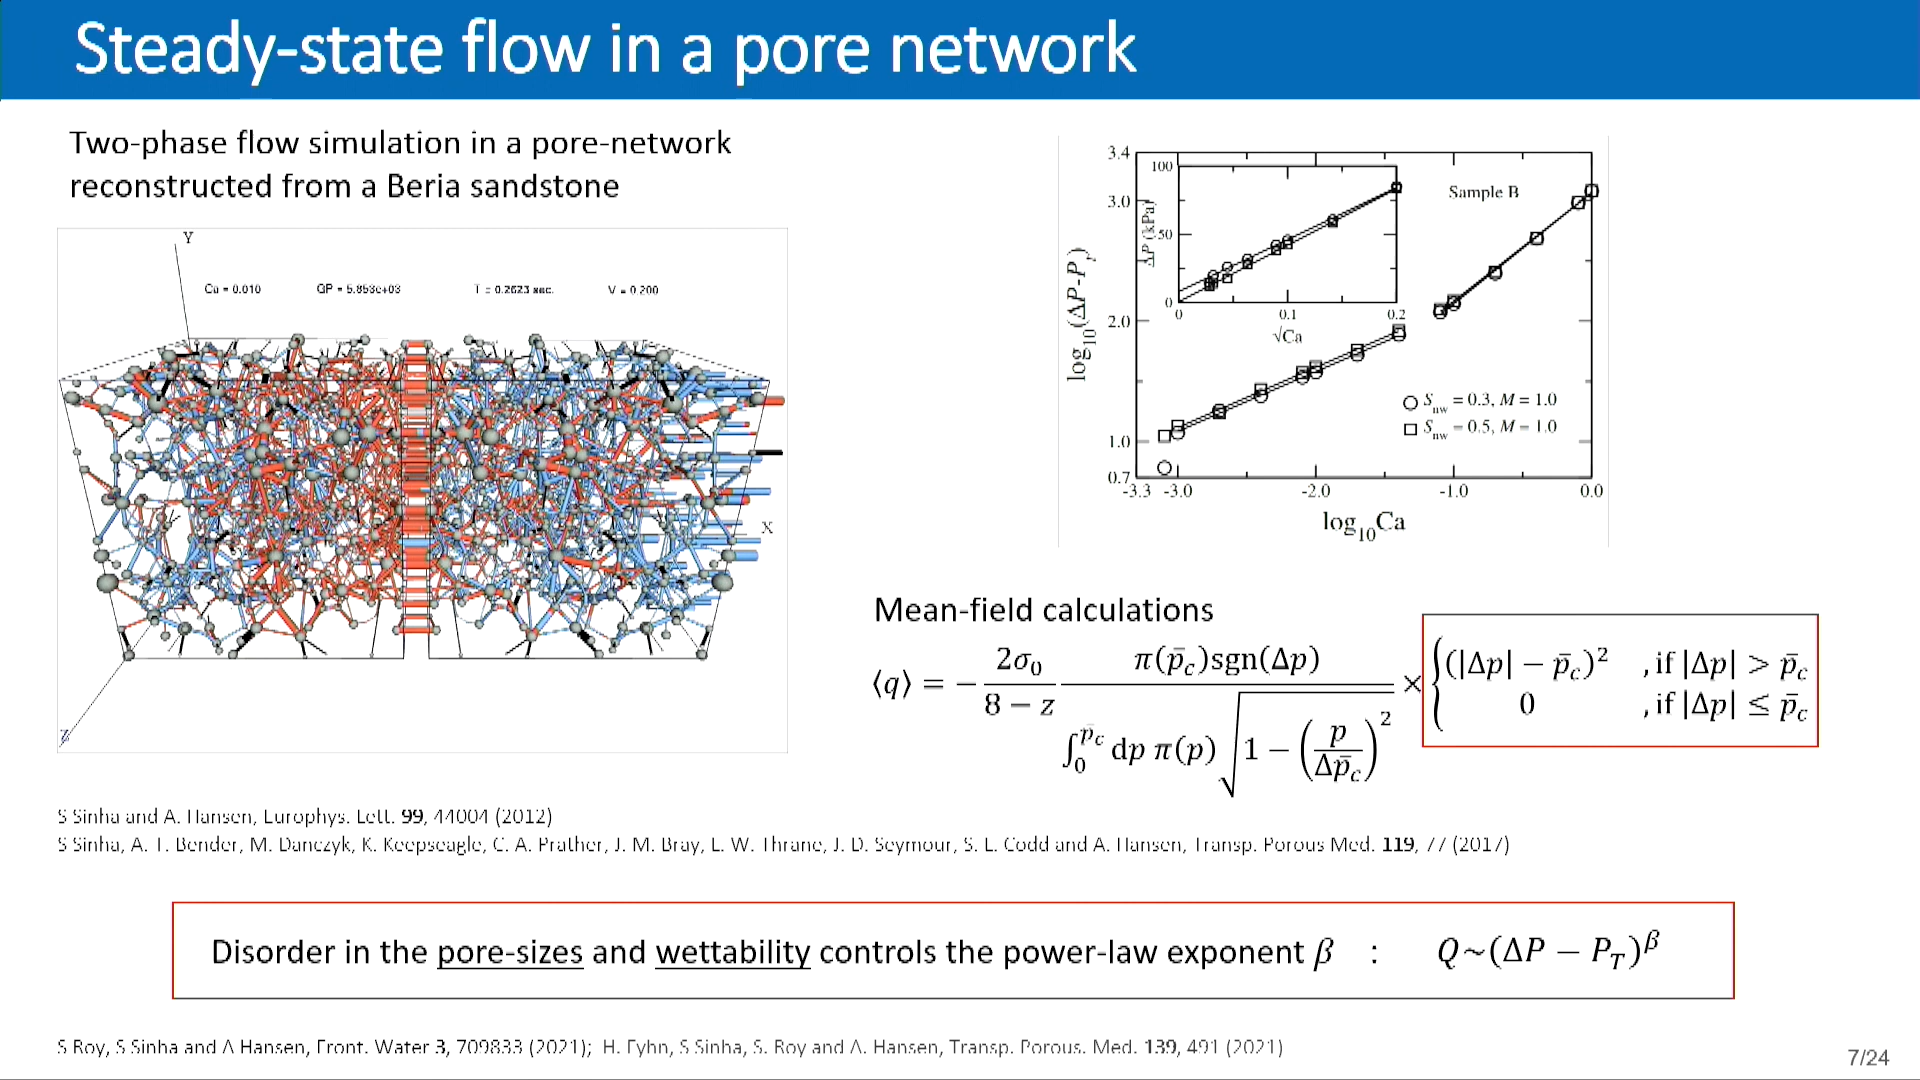 Steady-state flow in a pore network
Two-phase flow simulation in a pore-network
reconstructed from a Beria sandstone
Y
Ca = 0.010 GP = 5.853e+03 T = 0.2623 sec. V = 0.200
X
Z
3.4
3.0
2.0
1.0
0.7
log₁₀(ΔP-Pₜ)
100
50
0
ΔP (kPa)
0 0.1 0.2
√Ca
Sample B
S_nw = 0.3, M = 1.0
S_nw = 0.5, M = 1.0
-3.3 -3.0 -2.0 -1.0 0.0
log₁₀Ca
Mean-field calculations
⟨q⟩ = − 2σ₀/(8 − z) π(p̄_c)sgn(Δp) / ∫₀^{p̄_c} dp π(p) √(1 − (p/Δp̄_c)²) × { (|Δp| − p̄_c)² , if |Δp| > p̄_c
0 , if |Δp| ≤ p̄_c
S Sinha and A. Hansen, Europhys. Lett. 99, 44004 (2012)
S Sinha, A. T. Bender, M. Danczyk, K. Keepseagle, C. A. Prather, J. M. Bray, L. W. Thrane, J. D. Seymour, S. L. Codd and A. Hansen, Transp. Porous Med. 119, 77 (2017)
Disorder in the pore-sizes and wettability controls the power-law exponent β : Q~(ΔP − P_T)^β
S Roy, S Sinha and A Hansen, Front. Water 3, 709833 (2021); H. Fyhn, S Sinha, S. Roy and A. Hansen, Transp. Porous. Med. 139, 491 (2021)
7/24